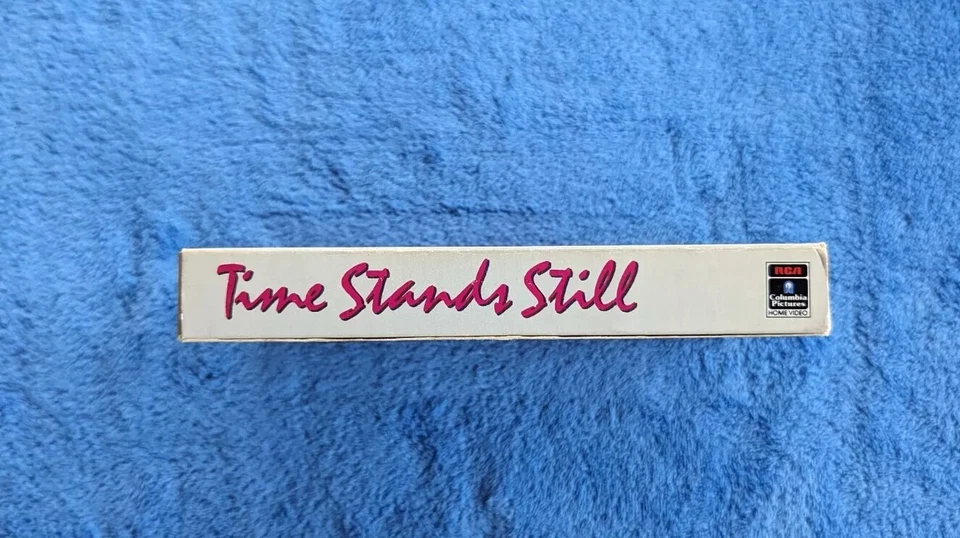 Time Stands Still
RCA
Columbia
Pictures
HOME VIDEO